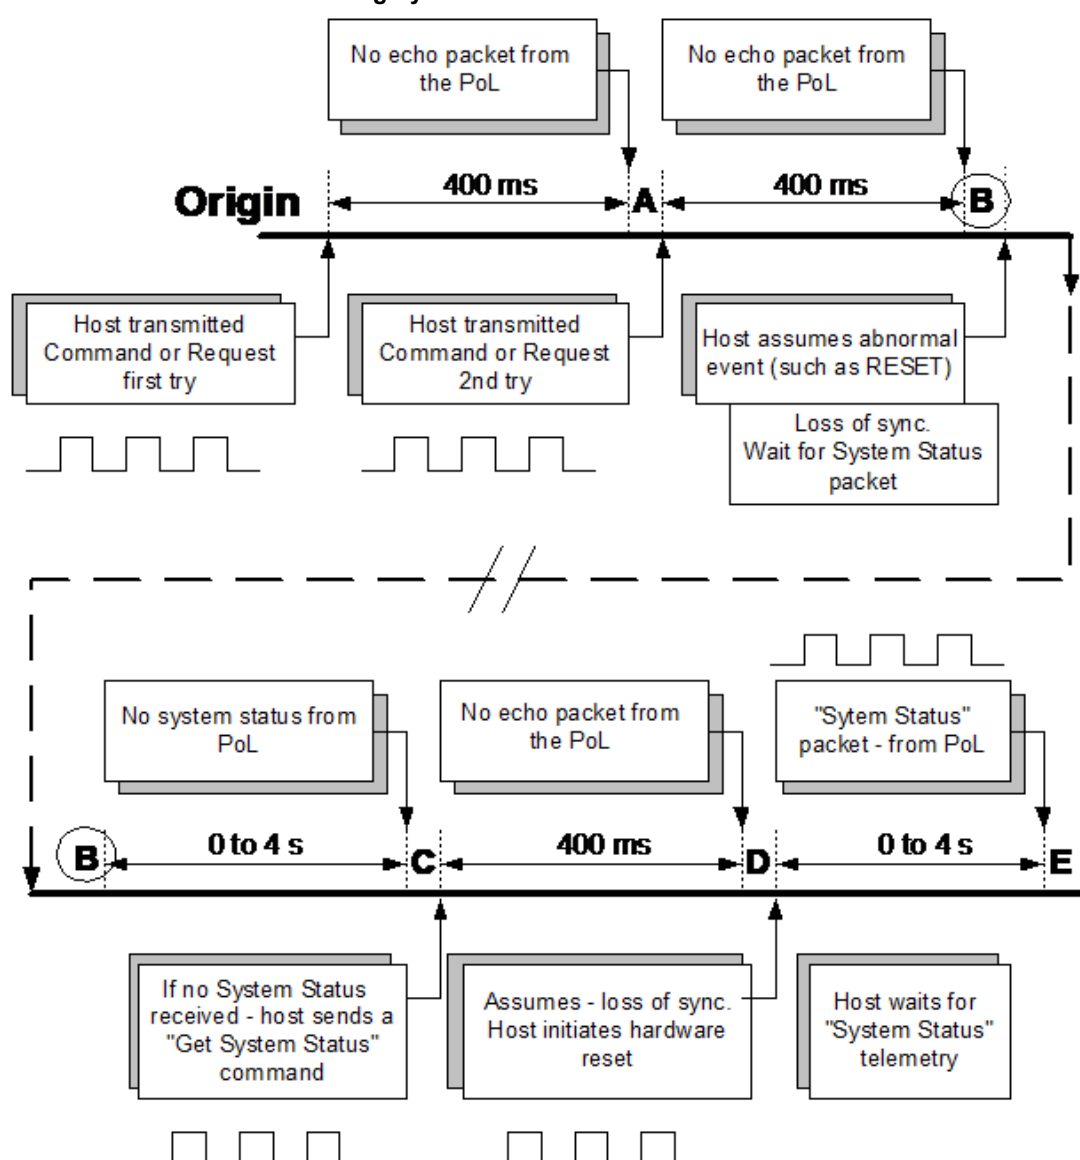 No echo packet from
the PoL
No echo packet from
the PoL
Origin
400 ms
A
400 ms
B
Host transmitted
Command or Request
first try
Host transmitted
Command or Request
2nd try
Host assumes abnormal
event (such as RESET)
Loss of sync.
Wait for System Status
packet
No system status from
PoL
No echo packet from
the PoL
"Sytem Status"
packet - from PoL
B
0 to 4 s
C
400 ms
D
0 to 4 s
E
If no System Status
received - host sends a
"Get System Status"
command
Assumes - loss of sync.
Host initiates hardware
reset
Host waits for
"System Status"
telemetry